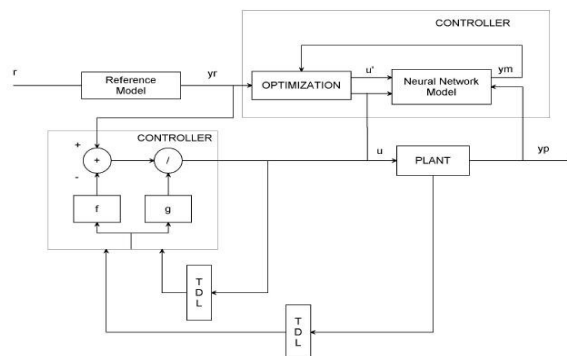 CONTROLLER
r
Reference
Model
yr
OPTIMIZATION
u'
Neural Network
Model
ym
CONTROLLER
+
-
+
/
f
g
u
PLANT
yp
T
D
L
T
D
L